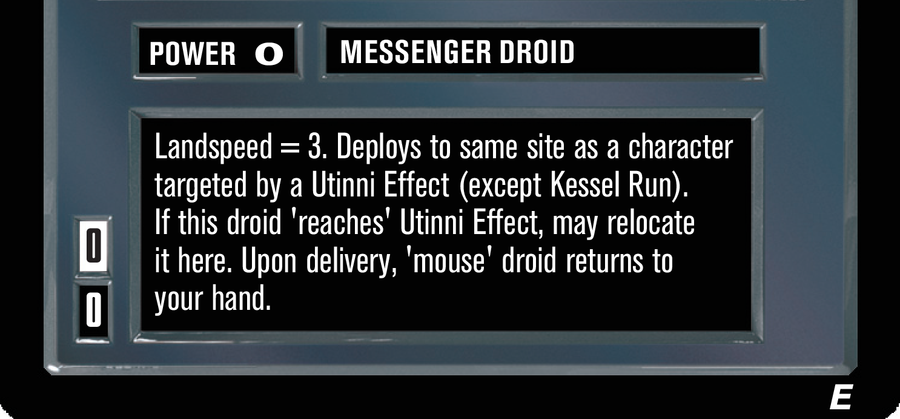 POWER 0 MESSENGER DROID
Landspeed = 3. Deploys to same site as a character
targeted by a Utinni Effect (except Kessel Run).
If this droid 'reaches' Utinni Effect, may relocate
it here. Upon delivery, 'mouse' droid returns to
your hand.
0
0
E